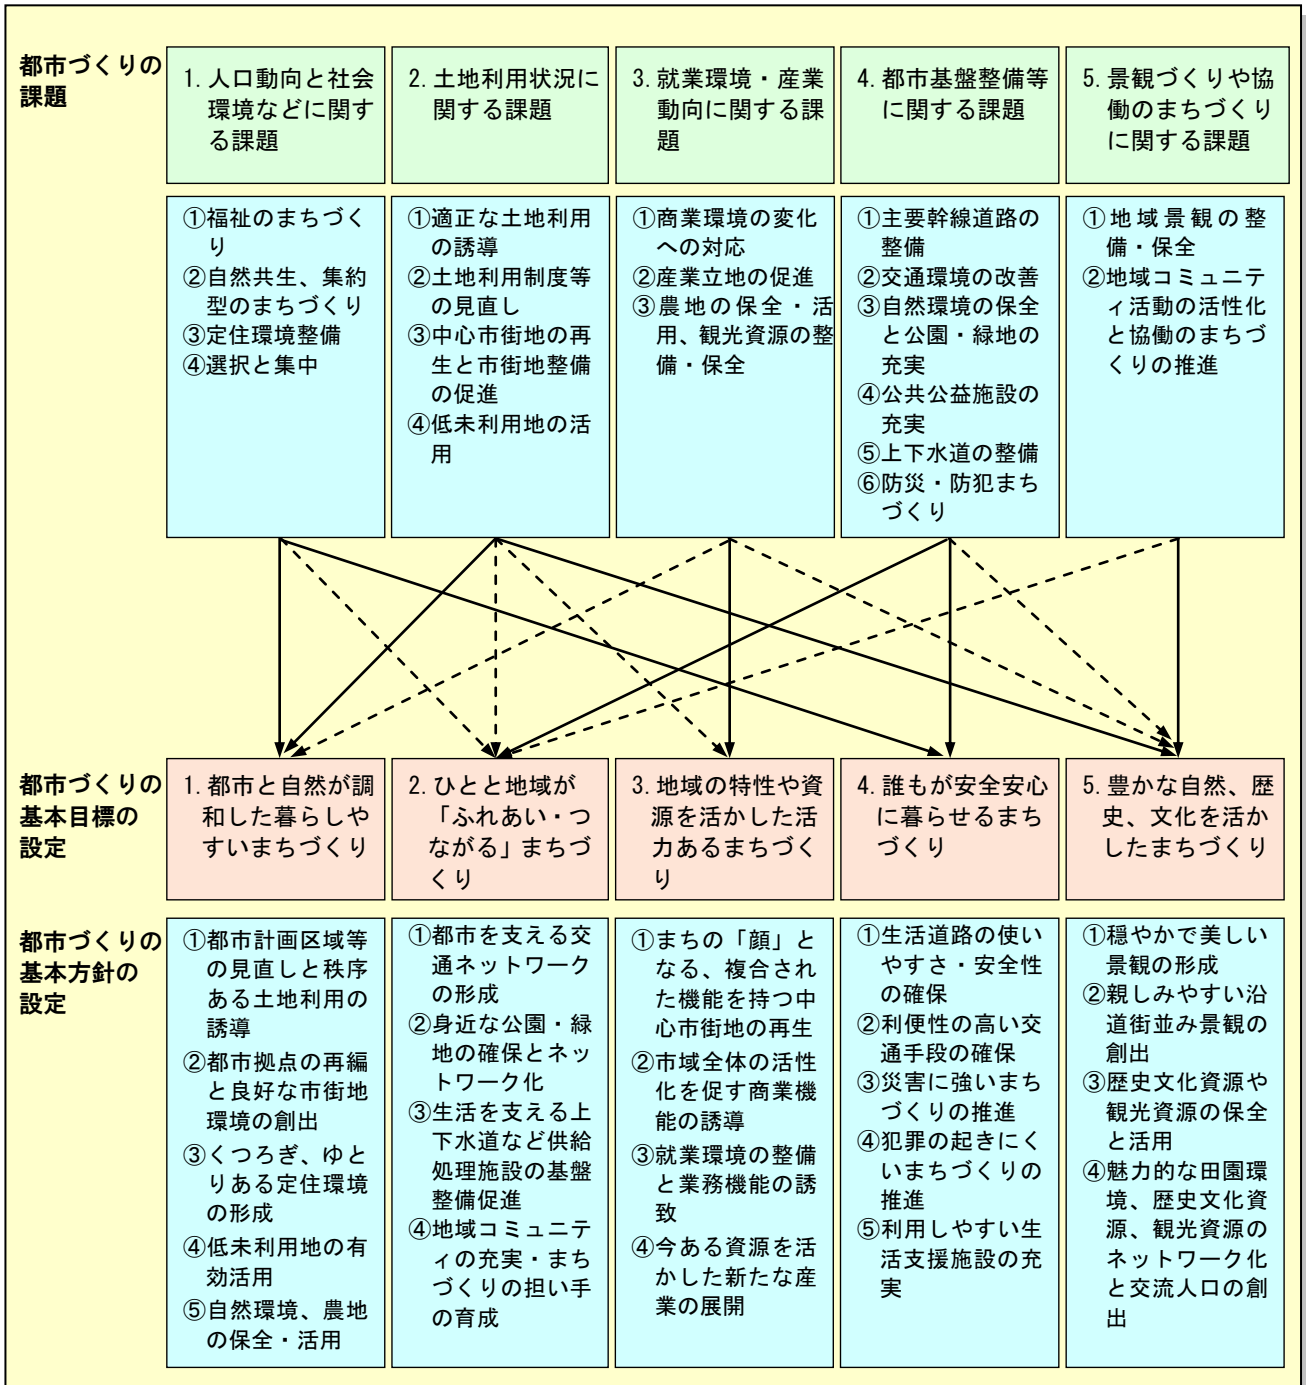 都市づくりの
課題
1. 人口動向と社会
環境などに関す
る課題
2. 土地利用状況に
関する課題
3. 就業環境・産業
動向に関する課
題
4. 都市基盤整備等
に関する課題
5. 景観づくりや協
働のまちづくり
に関する課題
①福祉のまちづく
り
②自然共生、集約
型のまちづくり
③定住環境整備
④選択と集中
①適正な土地利用
の誘導
②土地利用制度等
の見直し
③中心市街地の再
生と市街地整備
の促進
④低未利用地の活
用
①商業環境の変化
への対応
②産業立地の促進
③農地の保全・活
用、観光資源の整
備・保全
①主要幹線道路の
整備
②交通環境の改善
③自然環境の保全
と公園・緑地の
充実
④公共公益施設の
充実
⑤上下水道の整備
⑥防災・防犯まち
づくり
①地域景観の整
備・保全
②地域コミュニテ
ィ活動の活性化
と協働のまちづ
くりの推進
都市づくりの
基本目標の
設定
1. 都市と自然が調
和した暮らしや
すいまちづくり
2. ひとと地域が
「ふれあい・つ
ながる」まちづ
くり
3. 地域の特性や資
源を活かした活
力あるまちづく
り
4. 誰もが安全安心
に暮らせるまち
づくり
5. 豊かな自然、歴
史、文化を活か
したまちづくり
都市づくりの
基本方針の
設定
①都市計画区域等
の見直しと秩序
ある土地利用の
誘導
②都市拠点の再編
と良好な市街地
環境の創出
③くつろぎ、ゆと
りある定住環境
の形成
④低未利用地の有
効活用
⑤自然環境、農地
の保全・活用
①都市を支える交
通ネットワーク
の形成
②身近な公園・緑
地の確保とネッ
トワーク化
③生活を支える上
下水道など供給
処理施設の基盤
整備促進
④地域コミュニテ
ィの充実・まち
づくりの担い手
の育成
①まちの「顔」と
なる、複合され
た機能を持つ中
心市街地の再生
②市域全体の活性
化を促す商業機
能の誘導
③就業環境の整備
と業務機能の誘
致
④今ある資源を活
かした新たな産
業の展開
①生活道路の使い
やすさ・安全性
の確保
②利便性の高い交
通手段の確保
③災害に強いまち
づくりの推進
④犯罪の起きにく
いまちづくりの
推進
⑤利用しやすい生
活支援施設の充
実
①穏やかで美しい
景観の形成
②親しみやすい沿
道街並み景観の
創出
③歴史文化資源や
観光資源の保全
と活用
④魅力的な田園環
境、歴史文化資
源、観光資源の
ネットワーク化
と交流人口の創
出